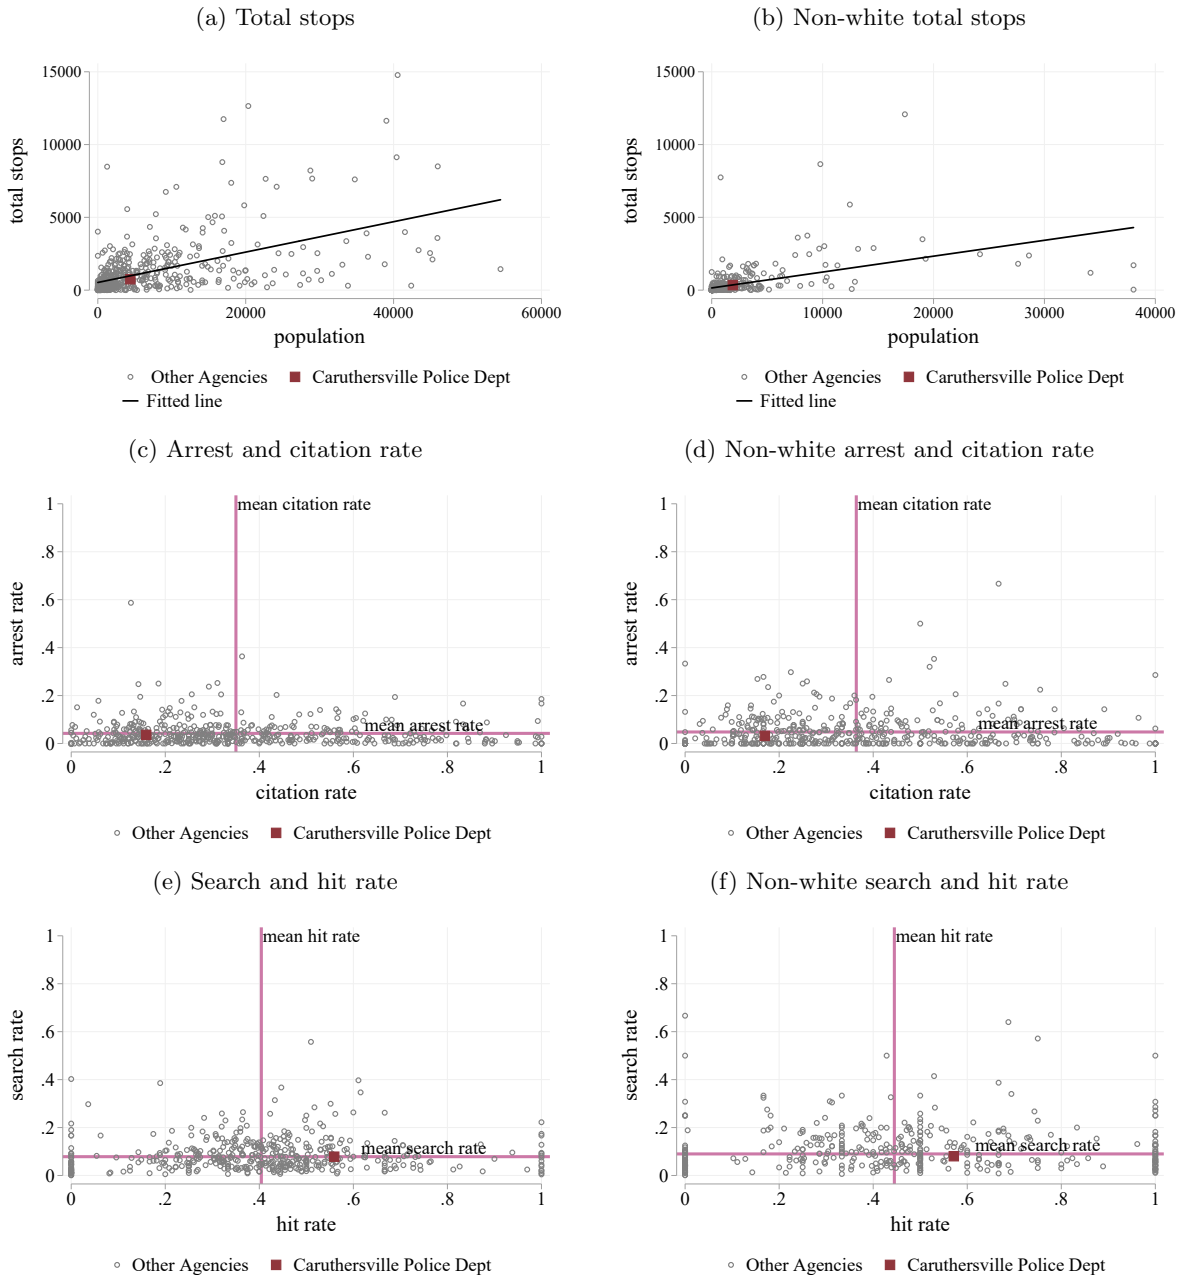 (a) Total stops
(b) Non-white total stops
total stops
15000
10000
5000
0
0
20000
40000
60000
population
Other Agencies
Caruthersville Police Dept
Fitted line
total stops
15000
10000
5000
0
0
10000
20000
30000
40000
population
Other Agencies
Caruthersville Police Dept
Fitted line
(c) Arrest and citation rate
(d) Non-white arrest and citation rate
arrest rate
1
.8
.6
.4
.2
0
mean citation rate
mean arrest rate
0
.2
.4
.6
.8
1
citation rate
Other Agencies
Caruthersville Police Dept
arrest rate
1
.8
.6
.4
.2
0
mean citation rate
mean arrest rate
0
.2
.4
.6
.8
1
citation rate
Other Agencies
Caruthersville Police Dept
(e) Search and hit rate
(f) Non-white search and hit rate
search rate
1
.8
.6
.4
.2
0
mean hit rate
mean search rate
0
.2
.4
.6
.8
1
hit rate
Other Agencies
Caruthersville Police Dept
search rate
1
.8
.6
.4
.2
0
mean hit rate
mean search rate
0
.2
.4
.6
.8
1
hit rate
Other Agencies
Caruthersville Police Dept